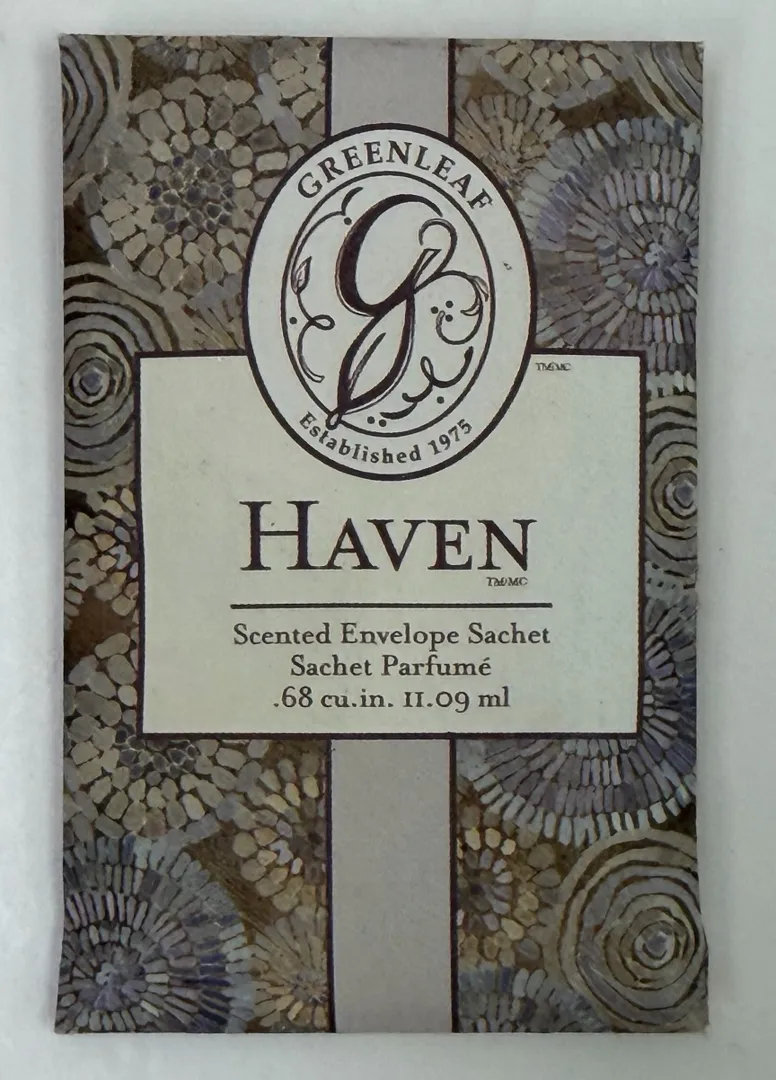 GREENLEAF
Established 1975
TM/MC
HAVEN
TM/MC
Scented Envelope Sachet
Sachet Parfumé
.68 cu.in. 11.09 ml